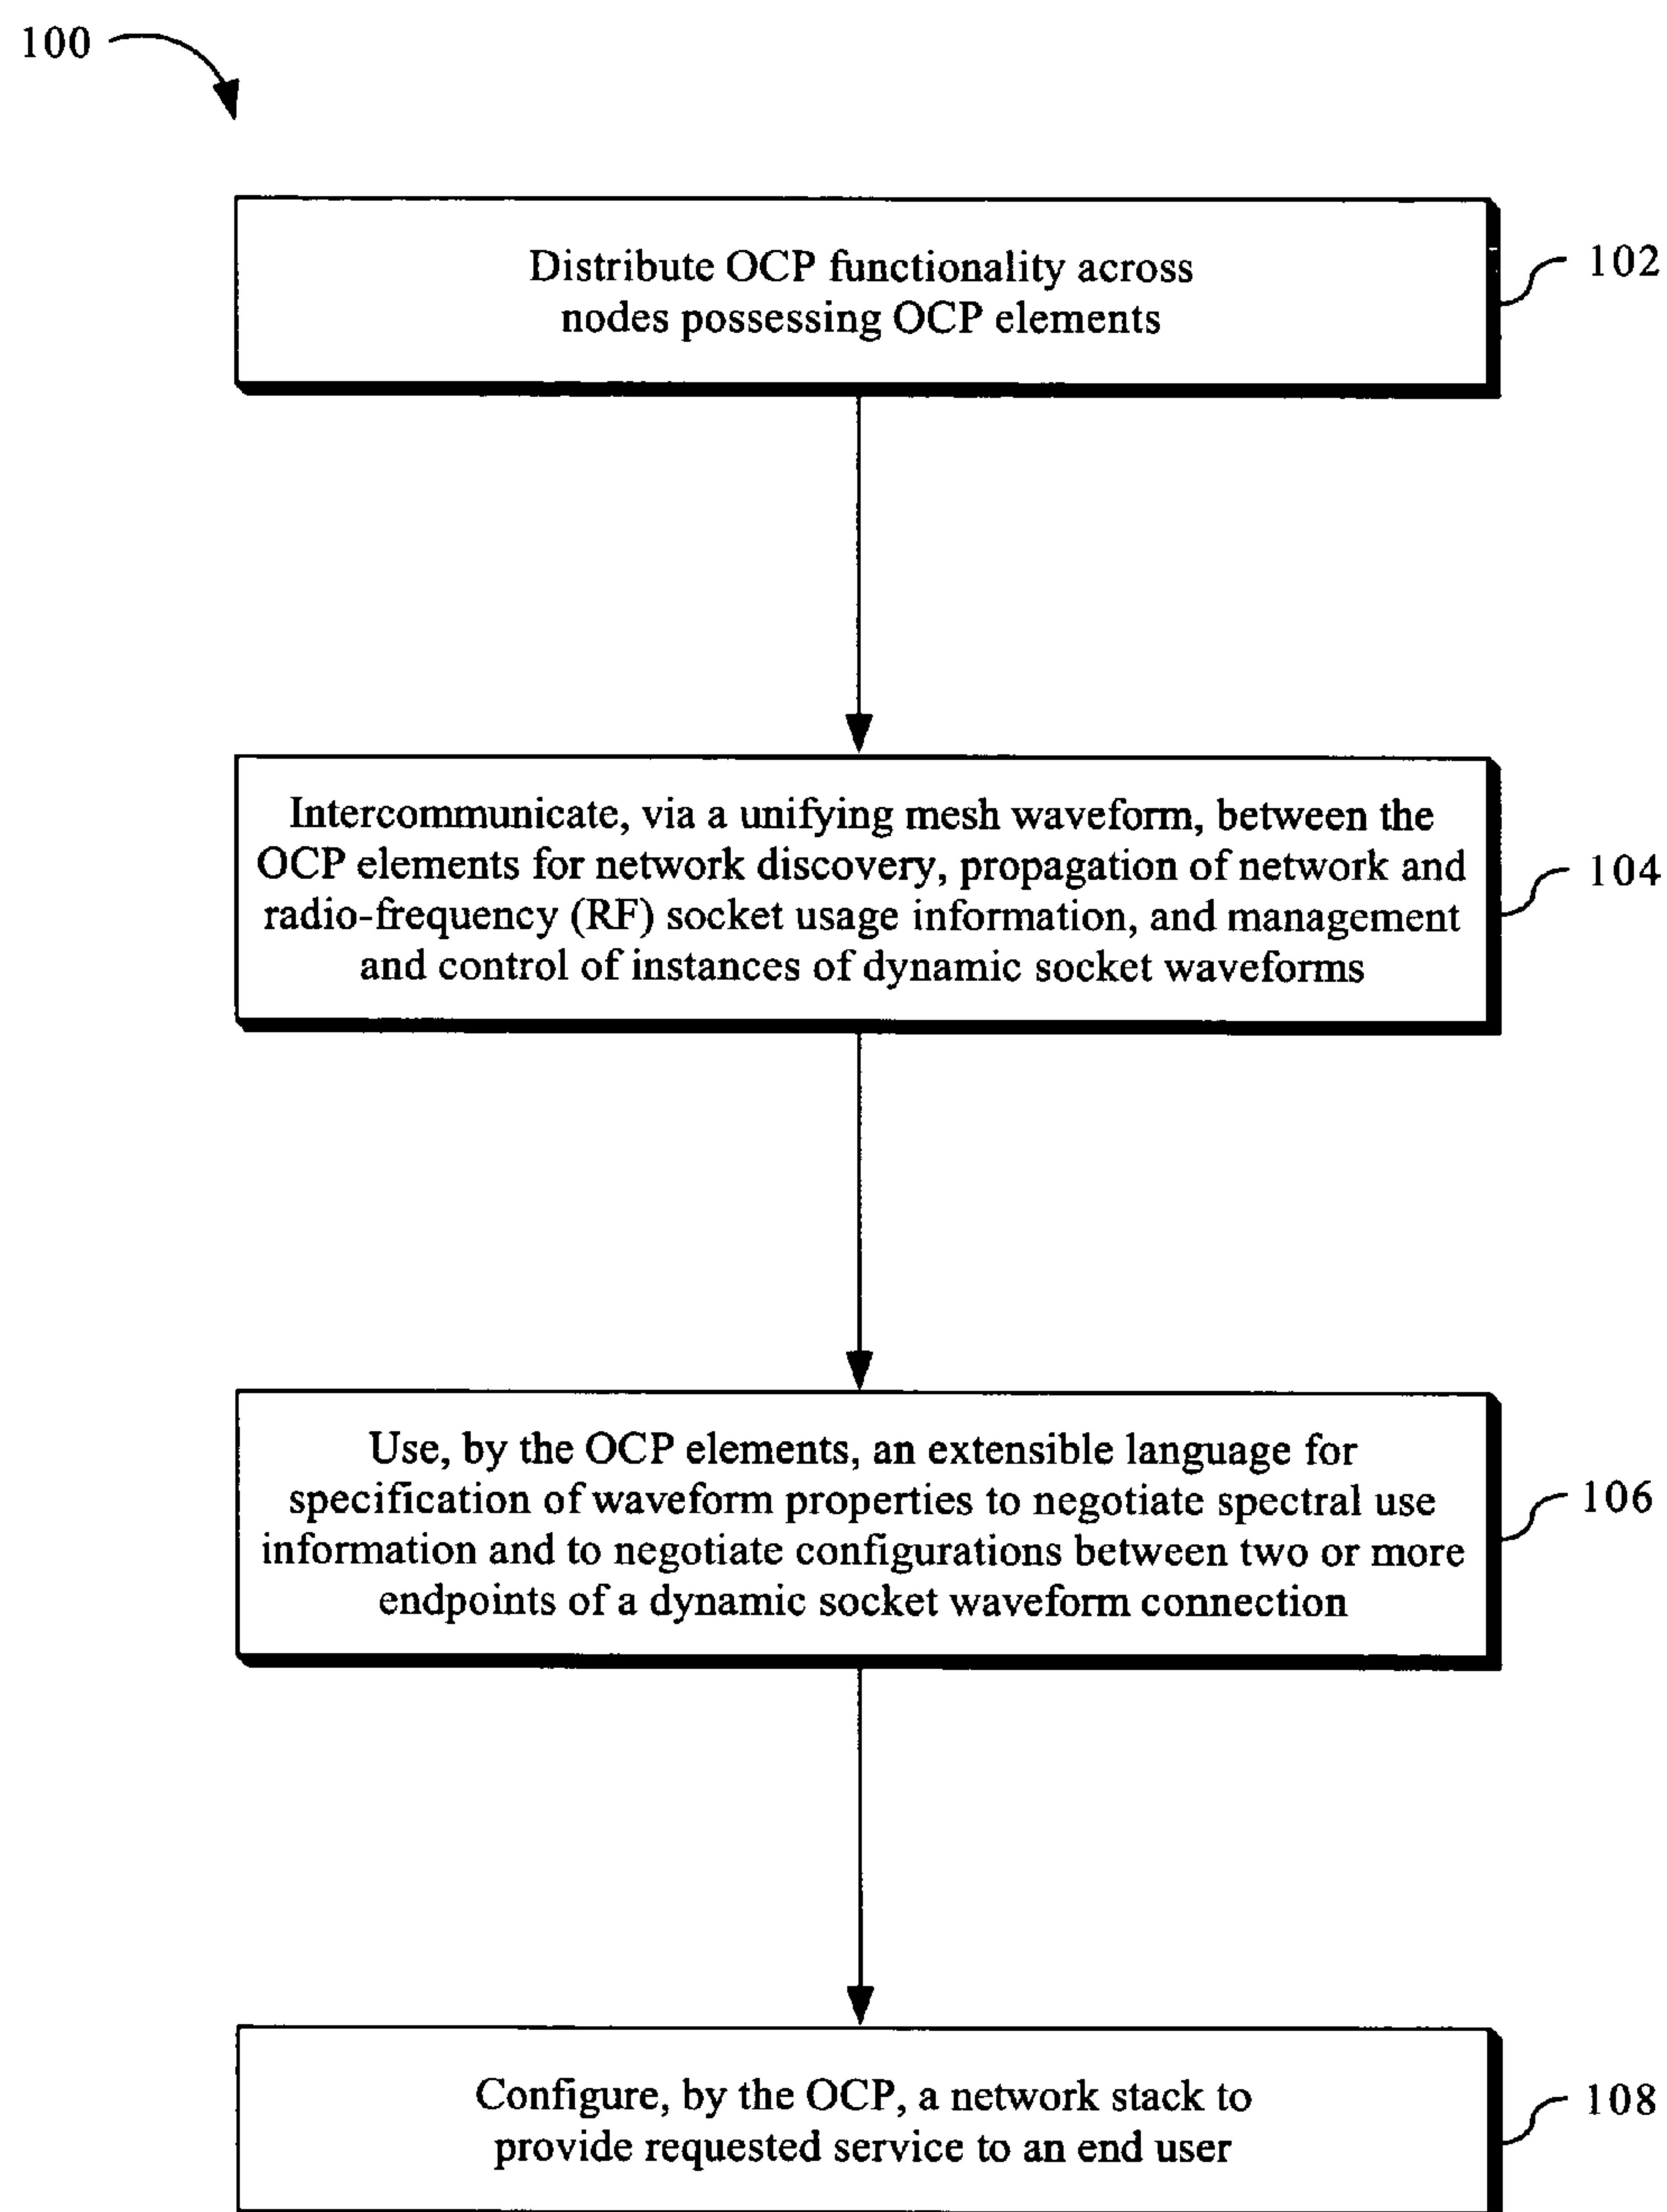 100
Distribute OCP functionality across
nodes possessing OCP elements
102
Intercommunicate, via a unifying mesh waveform, between the
OCP elements for network discovery, propagation of network and
radio-frequency (RF) socket usage information, and management
and control of instances of dynamic socket waveforms
104
Use, by the OCP elements, an extensible language for
specification of waveform properties to negotiate spectral use
information and to negotiate configurations between two or more
endpoints of a dynamic socket waveform connection
106
Configure, by the OCP, a network stack to
provide requested service to an end user
108